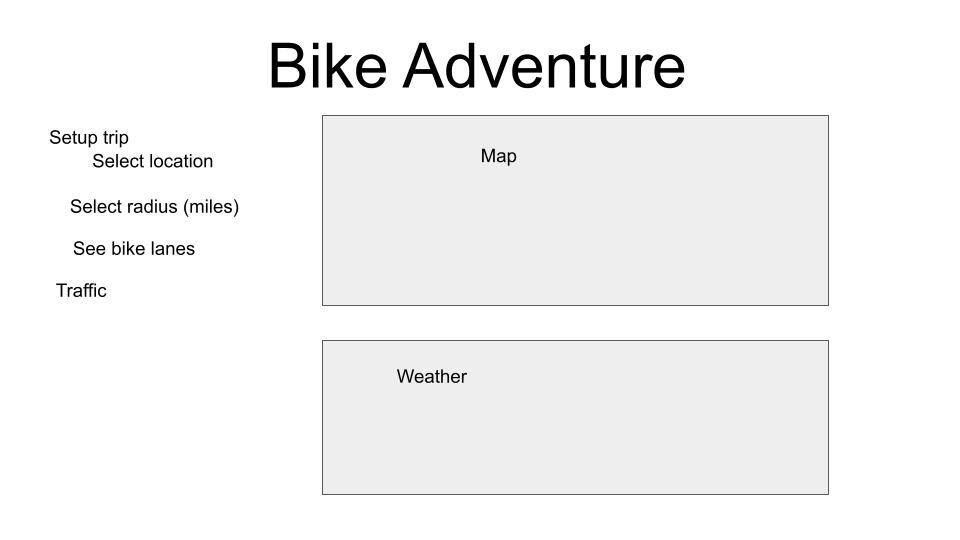 Bike Adventure
Setup trip
Select location
Select radius (miles)
See bike lanes
Traffic
Map
Weather